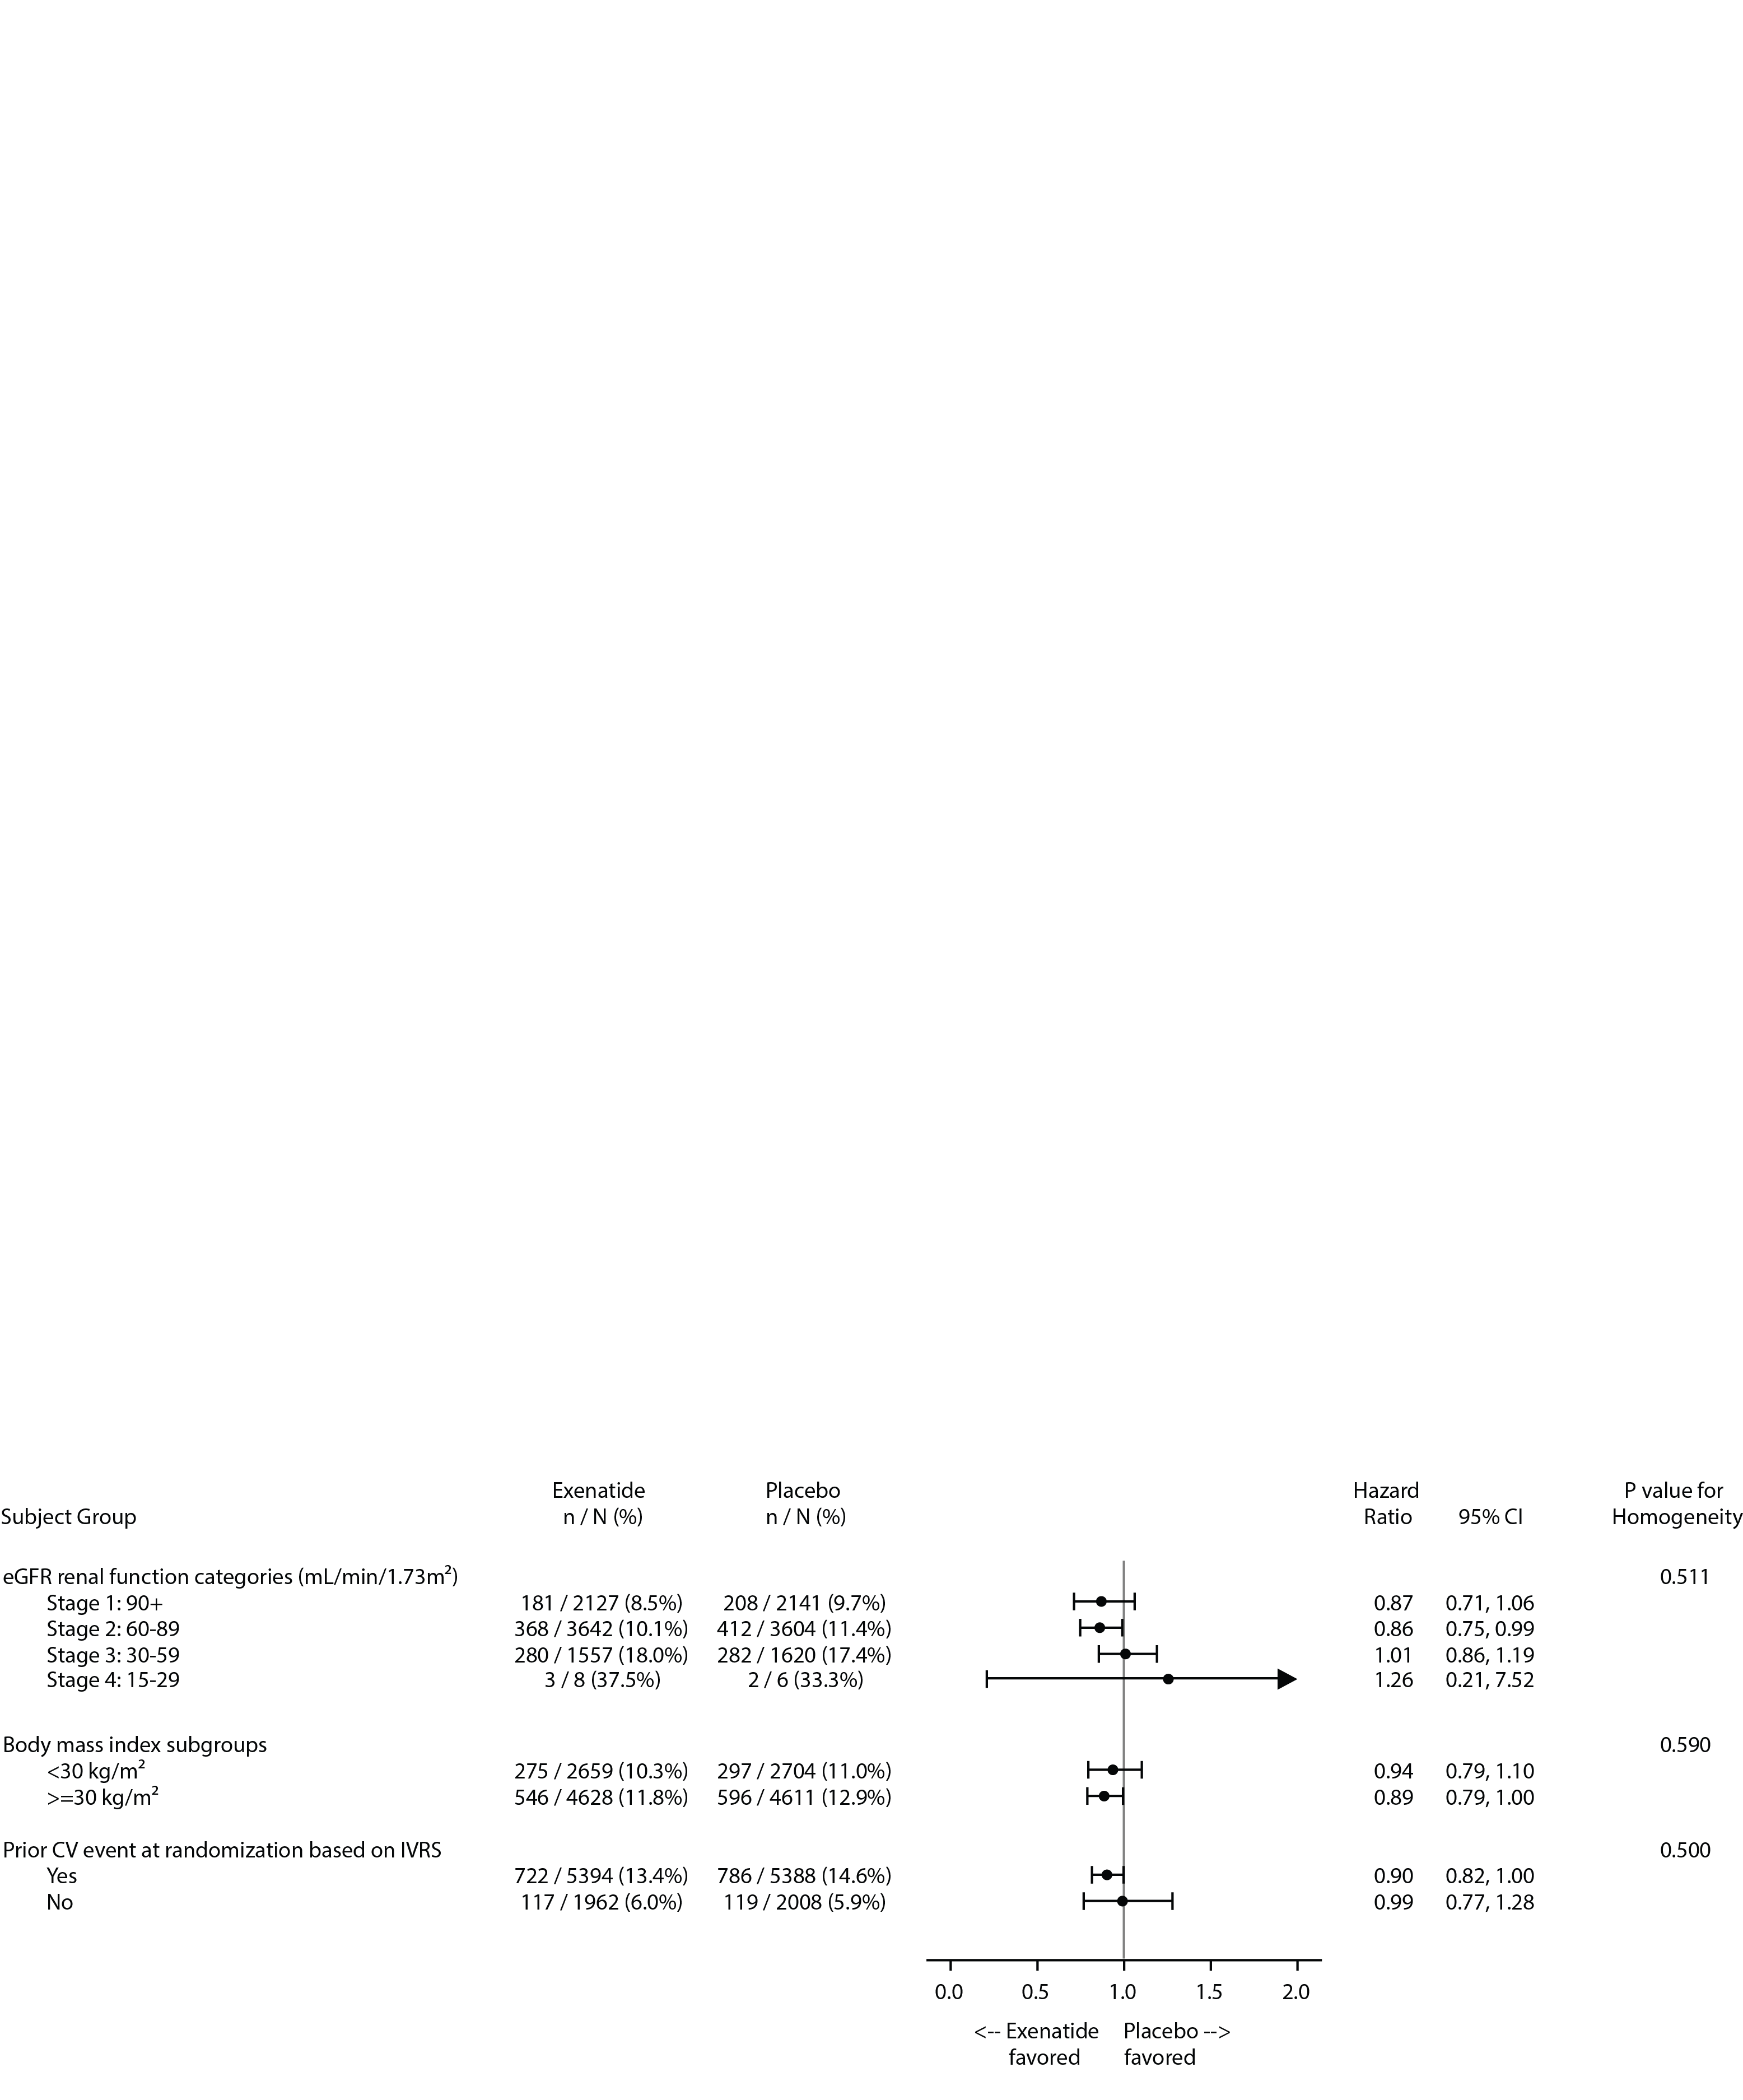 Exenatide Placebo Hazard P value for
Subject Group n / N (%) n / N (%) Ratio 95% CI Homogeneity
eGFR renal function categories (mL/min/1.73m²) 0.511
Stage 1: 90+ 181 / 2127 (8.5%) 208 / 2141 (9.7%) 0.87 0.71, 1.06
Stage 2: 60-89 368 / 3642 (10.1%) 412 / 3604 (11.4%) 0.86 0.75, 0.99
Stage 3: 30-59 280 / 1557 (18.0%) 282 / 1620 (17.4%) 1.01 0.86, 1.19
Stage 4: 15-29 3 / 8 (37.5%) 2 / 6 (33.3%) 1.26 0.21, 7.52
Body mass index subgroups 0.590
<30 kg/m² 275 / 2659 (10.3%) 297 / 2704 (11.0%) 0.94 0.79, 1.10
>=30 kg/m² 546 / 4628 (11.8%) 596 / 4611 (12.9%) 0.89 0.79, 1.00
Prior CV event at randomization based on IVRS 0.500
Yes 722 / 5394 (13.4%) 786 / 5388 (14.6%) 0.90 0.82, 1.00
No 117 / 1962 (6.0%) 119 / 2008 (5.9%) 0.99 0.77, 1.28
0.0 0.5 1.0 1.5 2.0
<-- Exenatide Placebo -->
favored favored